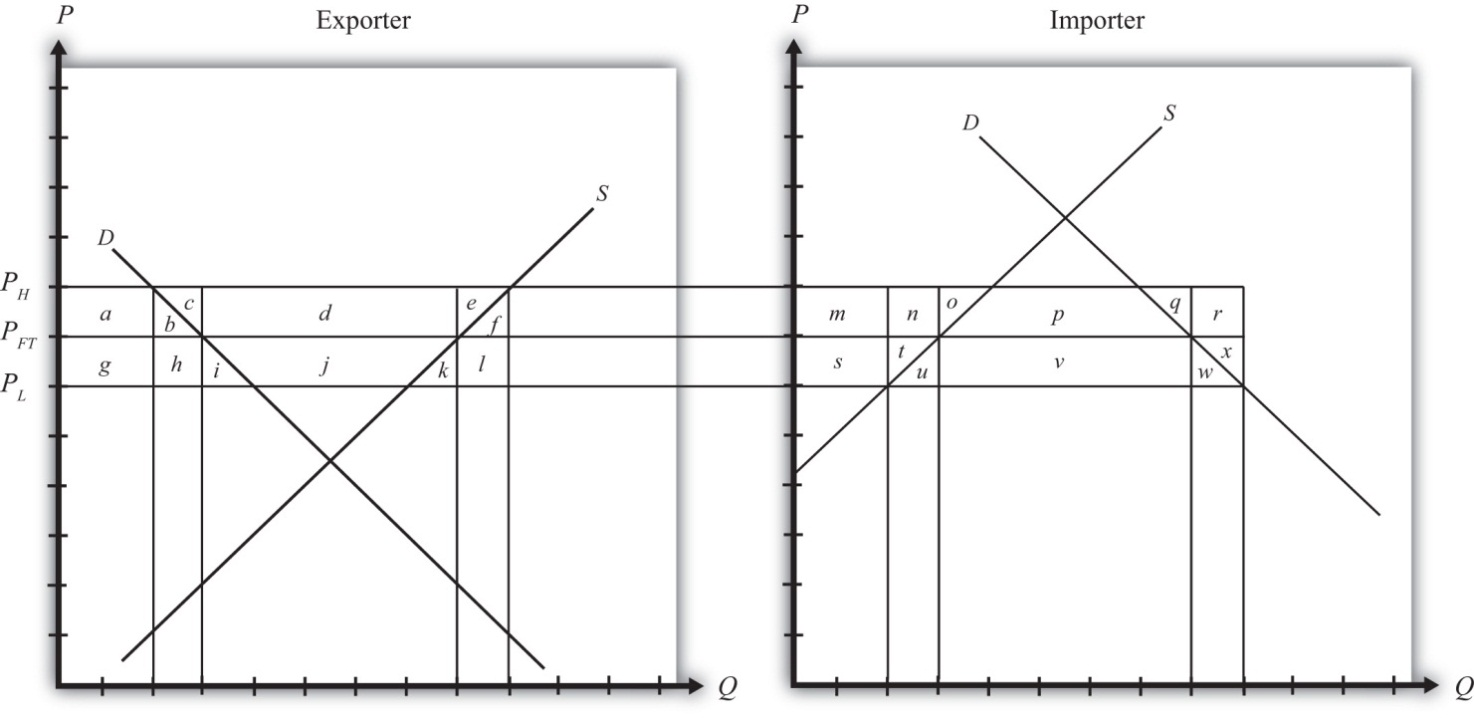 Exporter
P
D
S
P_H
P_FT
P_L
a
b
c
d
e
f
g
h
i
j
k
l
Q
Importer
P
D
S
m
n
o
p
q
r
s
t
u
v
w
x
Q